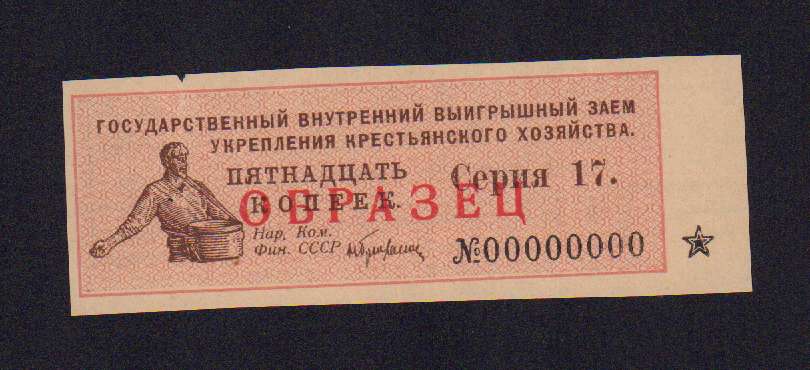 ГОСУДАРСТВЕННЫЙ ВНУТРЕННИЙ ВЫИГРЫШНЫЙ ЗАЕМ
УКРЕПЛЕНИЯ КРЕСТЬЯНСКОГО ХОЗЯЙСТВА.
ПЯТНАДЦАТЬ
КОПЕЕК.
Серия 17.
ОБРАЗЕЦ
Нар. Ком.
Фин. СССР
№00000000